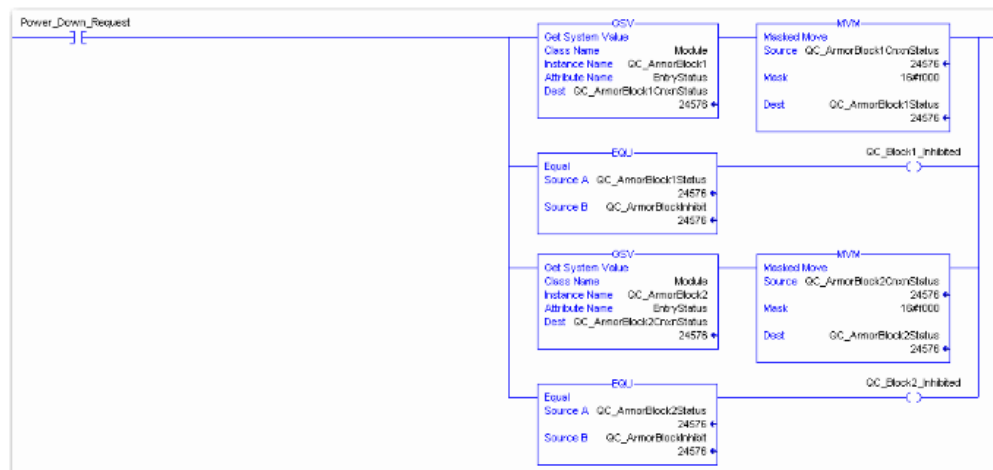 Power_Down_Request
GSV
Get System Value
Class Name Module
Instance Name QC_ArmorBlock1
Attribute Name EntryStatus
Dest QC_ArmorBlock1CnxnStatus
24576
MVM
Masked Move
Source QC_ArmorBlock1CnxnStatus
24576
Mask 16#f000
Dest QC_ArmorBlock1Status
24576
EQU
Equal
Source A QC_ArmorBlock1Status
24576
Source B QC_ArmorBlockInhibit
24576
QC_Block1_Inhibited
GSV
Get System Value
Class Name Module
Instance Name QC_ArmorBlock2
Attribute Name EntryStatus
Dest QC_ArmorBlock2CnxnStatus
24576
MVM
Masked Move
Source QC_ArmorBlock2CnxnStatus
24576
Mask 16#f000
Dest QC_ArmorBlock2Status
24576
EQU
Equal
Source A QC_ArmorBlock2Status
24576
Source B QC_ArmorBlockInhibit
24576
QC_Block2_Inhibited